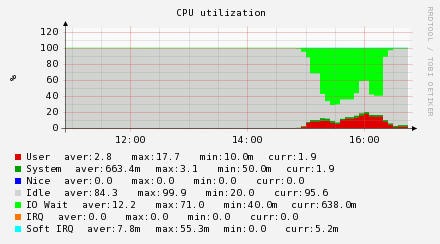 CPU utilization
RRDTOOL / TOBI OETIKER
%
120
100
80
60
40
20
0
12:00 14:00 16:00
User aver:2.8 max:17.7 min:10.0m curr:1.9
System aver:663.4m max:3.1 min:50.0m curr:1.9
Nice aver:0.0 max:0.0 min:0.0 curr:0.0
Idle aver:84.3 max:99.9 min:20.0 curr:95.6
IO Wait aver:12.2 max:71.0 min:40.0m curr:638.0m
IRQ aver:0.0 max:0.0 min:0.0 curr:0.0
Soft IRQ aver:7.8m max:55.3m min:0.0 curr:5.2m